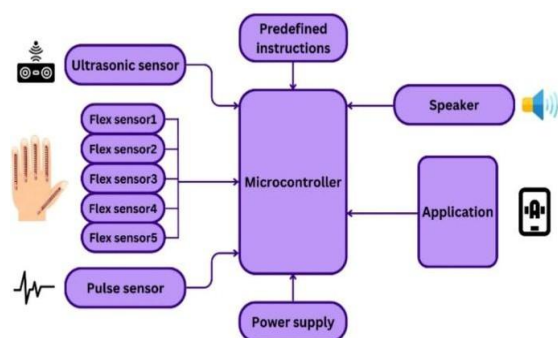 Predefined
instructions
Ultrasonic sensor
Speaker
Flex sensor1
Flex sensor2
Flex sensor3
Flex sensor4
Flex sensor5
Microcontroller
Application
A
Pulse sensor
Power supply